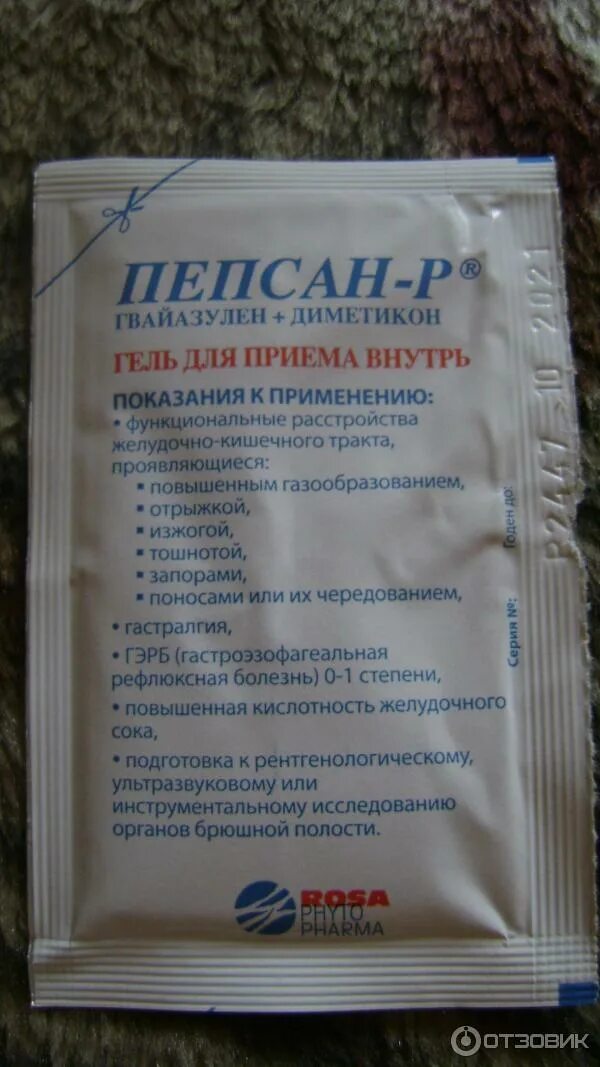 ПЕПСАН-Р®
ГВАЙАЗУЛЕН + ДИМЕТИКОН
ГЕЛЬ ДЛЯ ПРИЕМА ВНУТРЬ
ПОКАЗАНИЯ К ПРИМЕНЕНИЮ:
• функциональные расстройства
желудочно-кишечного тракта,
проявляющиеся:
▪ повышенным газообразованием,
▪ отрыжкой,
▪ изжогой,
▪ тошнотой,
▪ запорами,
▪ поносами или их чередованием,
• гастралгия,
• ГЭРБ (гастроэзофагеальная
рефлюксная болезнь) 0-1 степени,
• повышенная кислотность желудочного
сока,
• подготовка к рентгенологическому,
ультразвуковому или
инструментальному исследованию
органов брюшной полости.
ROSA
PHYTO
PHARMA
Серия №: Годен до:
P2447 >10 2021
ОТЗОВИК